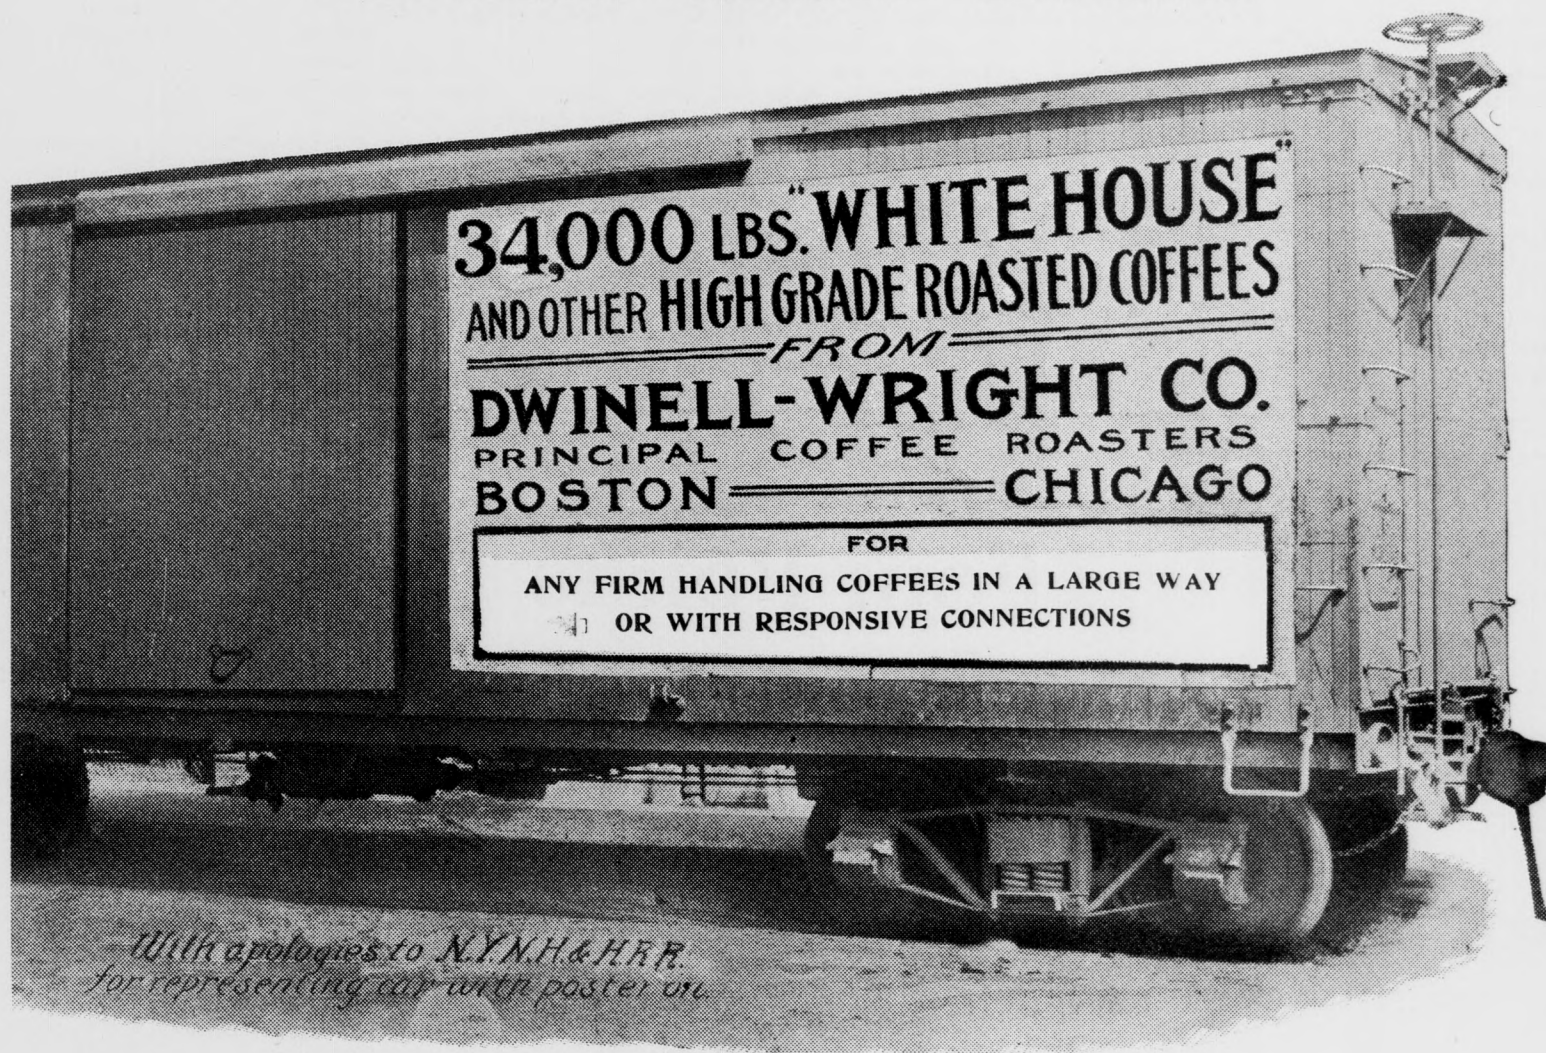 34,000 LBS. "WHITE HOUSE"
AND OTHER HIGH GRADE ROASTED COFFEES
FROM
DWINELL-WRIGHT CO.
PRINCIPAL COFFEE ROASTERS
BOSTON CHICAGO
FOR
ANY FIRM HANDLING COFFEES IN A LARGE WAY
OR WITH RESPONSIVE CONNECTIONS
With apologies to N.Y.N.H.& H.R.R.
for representing car with poster on.